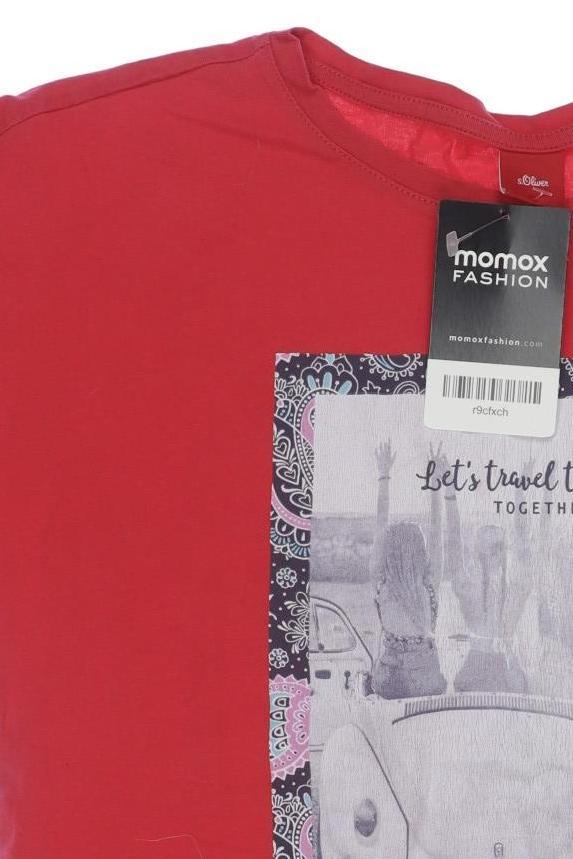 s.Oliver
momox
FASHION
momoxfashion.com
r9cfxch
Let's travel t
TOGETH